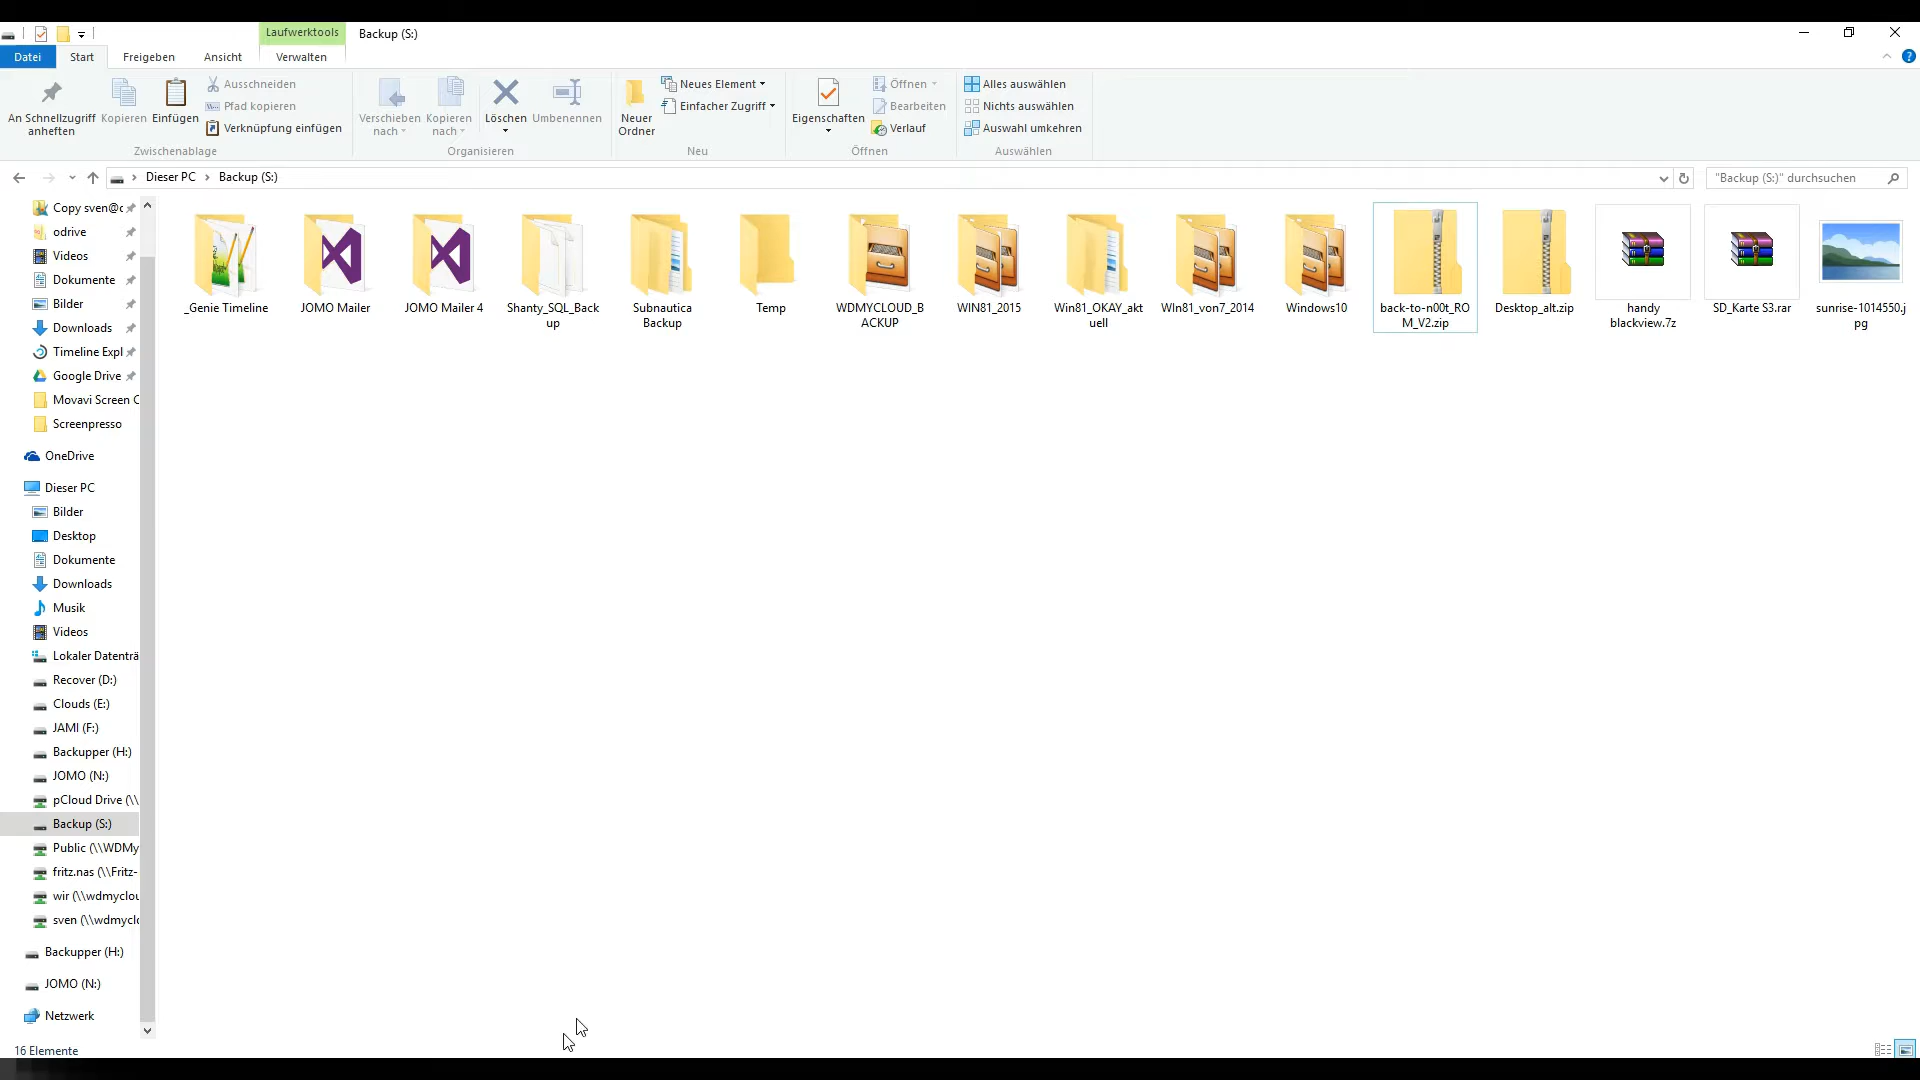 Laufwerktools
Backup (S:)
Datei
Start
Freigeben
Ansicht
Verwalten
An Schnellzugriff
anheften
Kopieren
Einfügen
Ausschneiden
Pfad kopieren
Verknüpfung einfügen
Zwischenablage
Verschieben
nach
Kopieren
nach
Löschen
Umbenennen
Organisieren
Neuer
Ordner
Neues Element
Einfacher Zugriff
Neu
Eigenschaften
Öffnen
Bearbeiten
Verlauf
Öffnen
Alles auswählen
Nichts auswählen
Auswahl umkehren
Auswählen
Dieser PC
Backup (S:)
"Backup (S:)" durchsuchen
Copy sven@c
odrive
Videos
Dokumente
Bilder
Downloads
Timeline Expl
Google Drive
Movavi Screen C
Screenpresso
OneDrive
Dieser PC
Bilder
Desktop
Dokumente
Downloads
Musik
Videos
Lokaler Datenträ
Recover (D:)
Clouds (E:)
JAMI (F:)
Backupper (H:)
JOMO (N:)
pCloud Drive (\\
Backup (S:)
Public (\\WDMy
fritz.nas (\\Fritz-
wir (\\wdmyclou
sven (\\wdmyclo
Backupper (H:)
JOMO (N:)
Netzwerk
_Genie Timeline
JOMO Mailer
JOMO Mailer 4
Shanty_SQL_Back
up
Subnautica
Backup
Temp
WDMYCLOUD_B
ACKUP
WIN81_2015
Win81_OKAY_akt
uell
WIn81_von7_2014
Windows10
back-to-n00t_RO
M_V2.zip
Desktop_alt.zip
handy
blackview.7z
SD_Karte S3.rar
sunrise-1014550.j
pg
16 Elemente